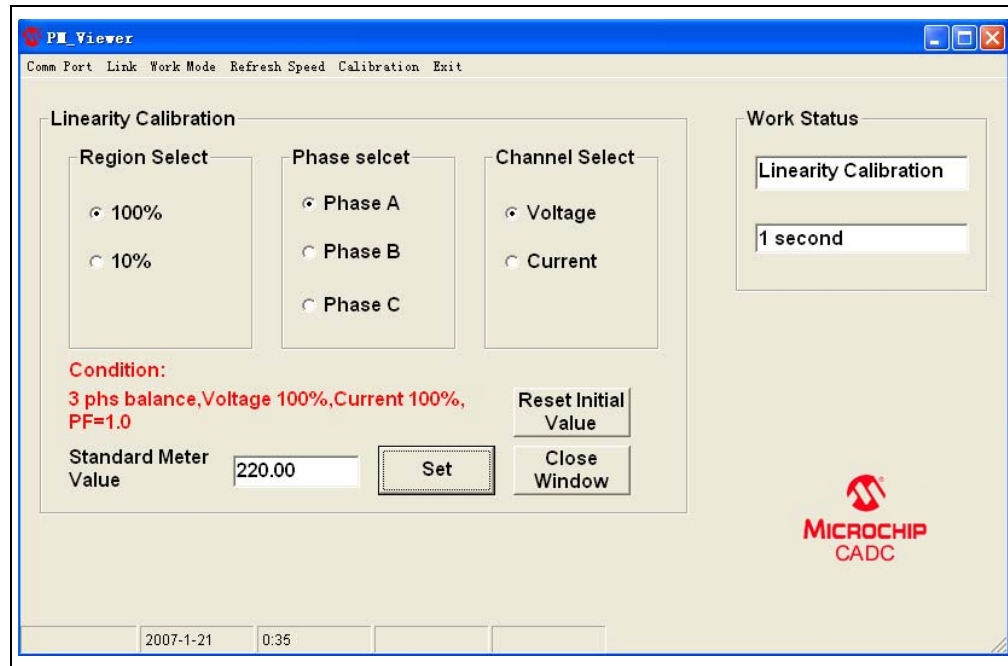 PM_Viewer
Comm Port Link Work Mode Refresh Speed Calibration Exit
Linearity Calibration
Region Select
100%
10%
Phase selcet
Phase A
Phase B
Phase C
Channel Select
Voltage
Current
Condition:
3 phs balance,Voltage 100%,Current 100%,
PF=1.0
Reset Initial
Value
Standard Meter
Value
220.00
Set
Close
Window
Work Status
Linearity Calibration
1 second
MICROCHIP
CADC
2007-1-21
0:35